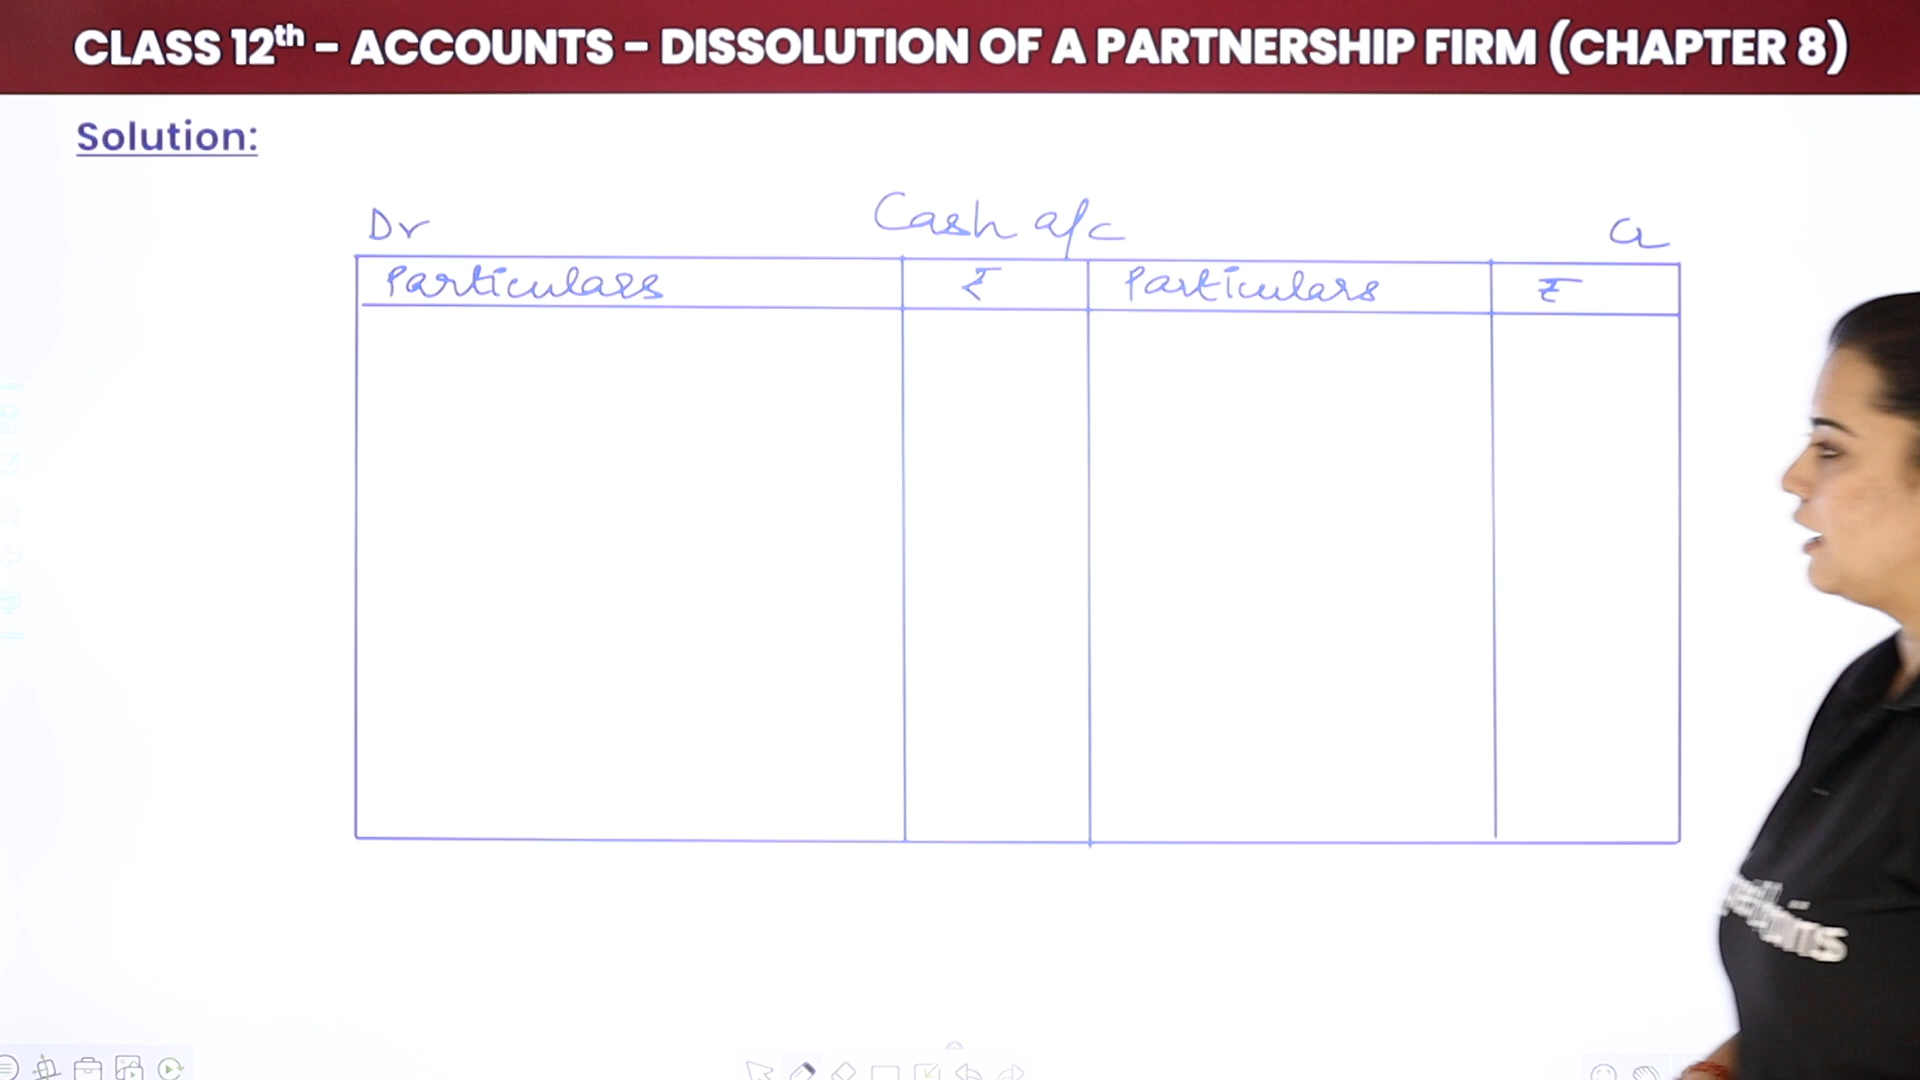 CLASS 12th - ACCOUNTS - DISSOLUTION OF A PARTNERSHIP FIRM (CHAPTER 8)
Solution:
Dr Cash a/c Cr
Particulars ₹ Particulars ₹